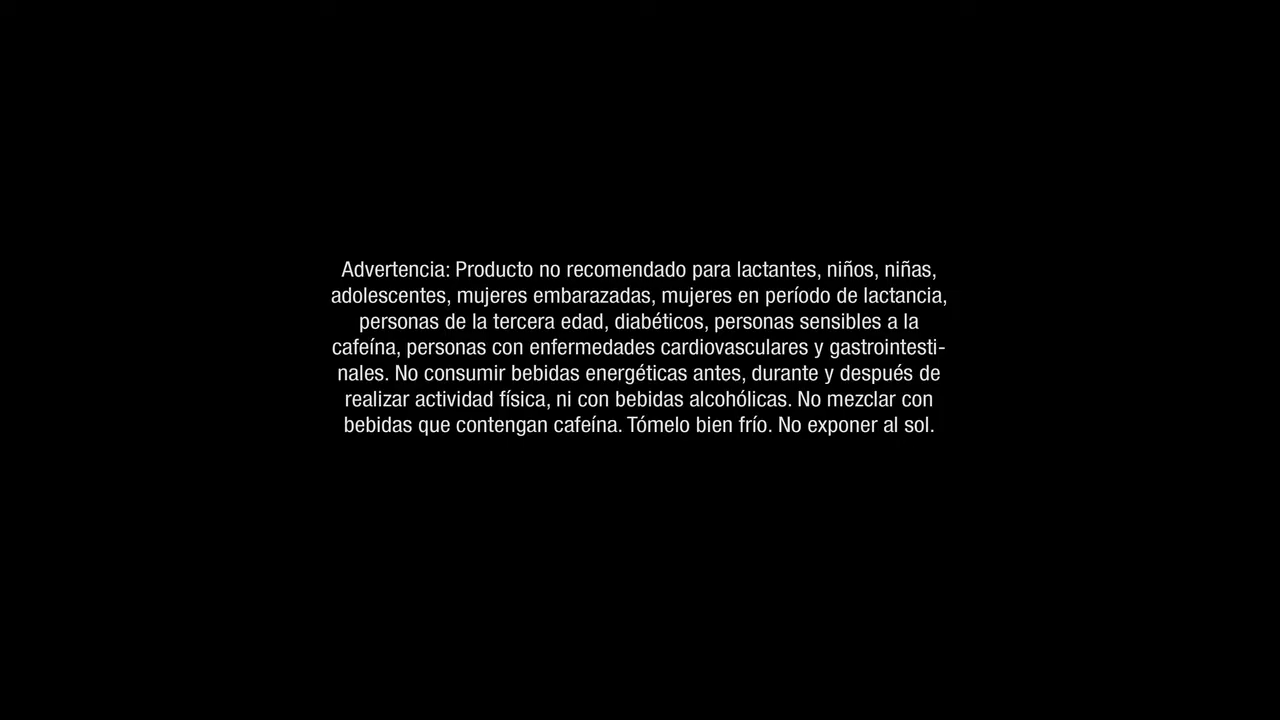 Advertencia: Producto no recomendado para lactantes, niños, niñas,
adolescentes, mujeres embarazadas, mujeres en período de lactancia,
personas de la tercera edad, diabéticos, personas sensibles a la
cafeína, personas con enfermedades cardiovasculares y gastrointesti-
nales. No consumir bebidas energéticas antes, durante y después de
realizar actividad física, ni con bebidas alcohólicas. No mezclar con
bebidas que contengan cafeína. Tómelo bien frío. No exponer al sol.